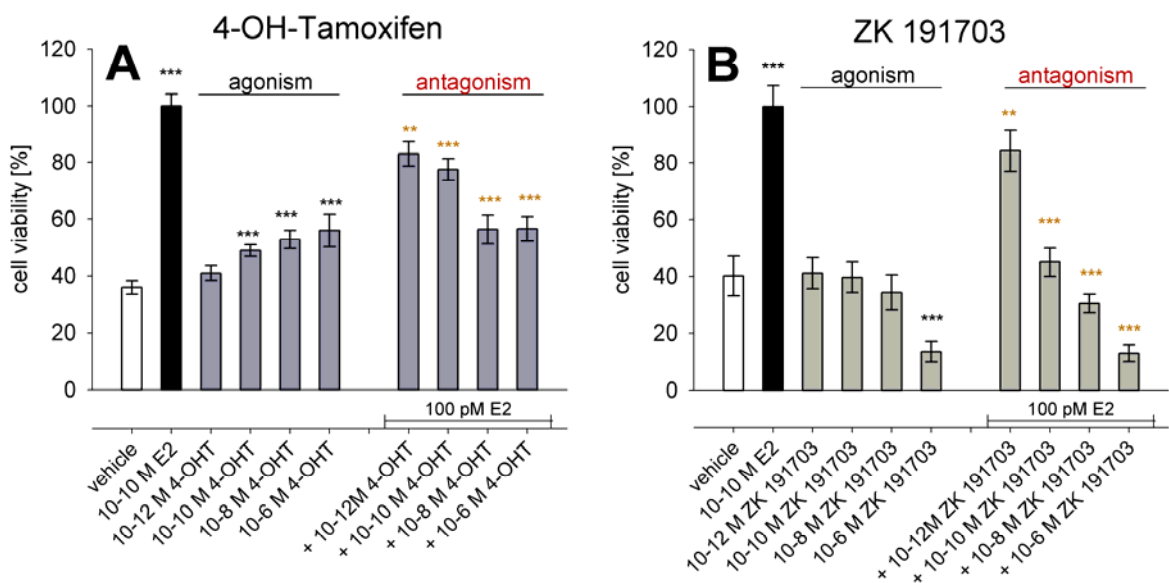 4-OH-Tamoxifen
A
agonism
antagonism
cell viability [%]
120
100
80
60
40
20
0
***
***
***
***
**
***
***
***
100 pM E2
vehicle
10-10 M E2
10-12 M 4-OHT
10-10 M 4-OHT
10-8 M 4-OHT
10-6 M 4-OHT
+ 10-12M 4-OHT
+ 10-10 M 4-OHT
+ 10-8 M 4-OHT
+ 10-6 M 4-OHT
ZK 191703
B
agonism
antagonism
cell viability [%]
120
100
80
60
40
20
0
***
***
**
***
***
***
100 pM E2
vehicle
10-10 M E2
10-12 M ZK 191703
10-10 M ZK 191703
10-8 M ZK 191703
10-6 M ZK 191703
+ 10-12M ZK 191703
+ 10-10 M ZK 191703
+ 10-8 M ZK 191703
+ 10-6 M ZK 191703